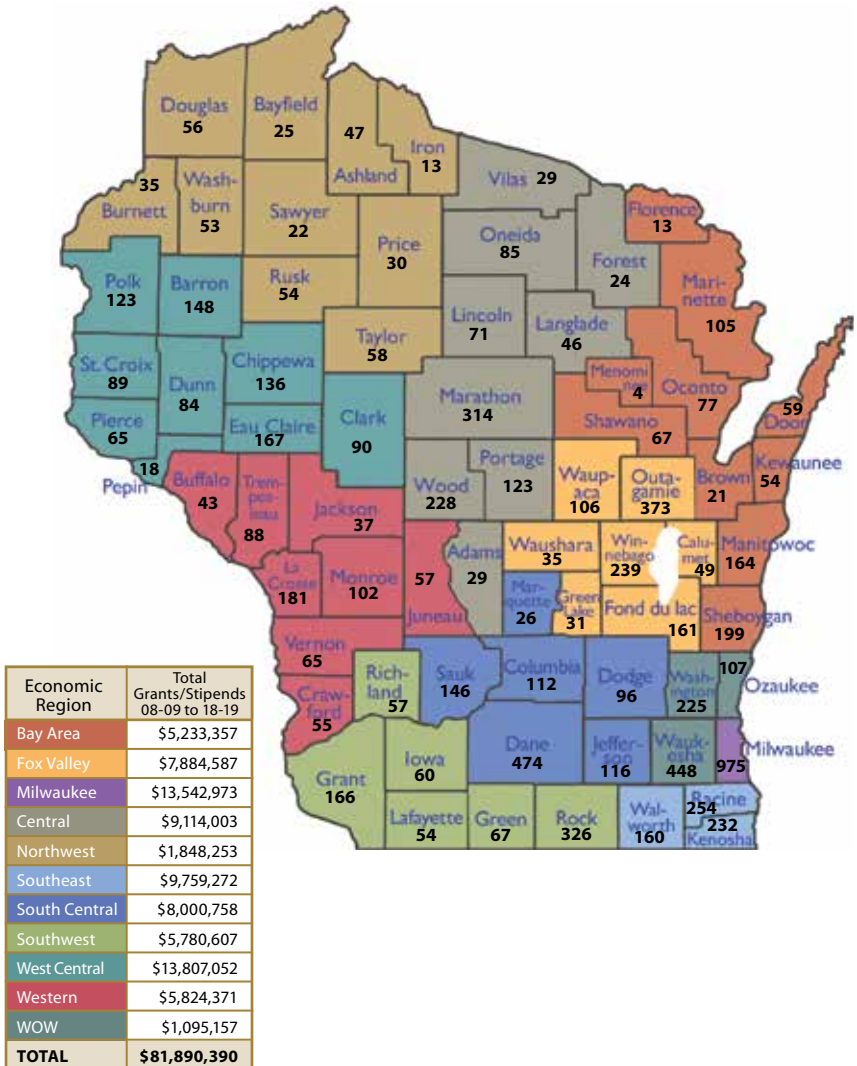 Douglas
56
Bayfield
25
47
Ashland
Iron
13
Vilas 29
35
Burnett
Wash-
burn
53
Sawyer
22
Price
30
Oneida
85
Forest
24
Florence
13
Mari-
nette
105
Polk
123
Barron
148
Rusk
54
Lincoln
71
Langlade
46
Taylor
58
St. Croix
89
Dunn
84
Chippewa
136
Marathon
314
Menomi
nee
4
Oconto
77
Pierce
65
Eau Claire
167
Clark
90
Shawano
67
59
Door
18
Pepin
Buffalo
43
Trem-
pea-
leau
88
Jackson
37
Wood
228
Portage
123
Waup-
aca
106
Outa-
gamie
373
Brown
21
Kewaunee
54
La
Crosse
181
Monroe
102
57
Juneau
Adams
29
Waushara
35
Win-
nebago
239
Calu-
met
49
Manitowoc
164
Mar-
quette
26
Green
Lake
31
Fond du lac
161
Sheboygan
199
Vernon
65
Craw-
ford
55
Rich-
land
57
Sauk
146
Columbia
112
Dodge
96
Wash-
ington
225
107
Ozaukee
Grant
166
Iowa
60
Dane
474
Jeffer-
son
116
Wauk-
esha
448
975
Milwaukee
Lafayette
54
Green
67
Rock
326
Wal-
worth
160
Racine
254
232
Kenosha
Economic
Region
Total
Grants/Stipends
08-09 to 18-19
Bay Area $5,233,357
Fox Valley $7,884,587
Milwaukee $13,542,973
Central $9,114,003
Northwest $1,848,253
Southeast $9,759,272
South Central $8,000,758
Southwest $5,780,607
West Central $13,807,052
Western $5,824,371
WOW $1,095,157
TOTAL $81,890,390